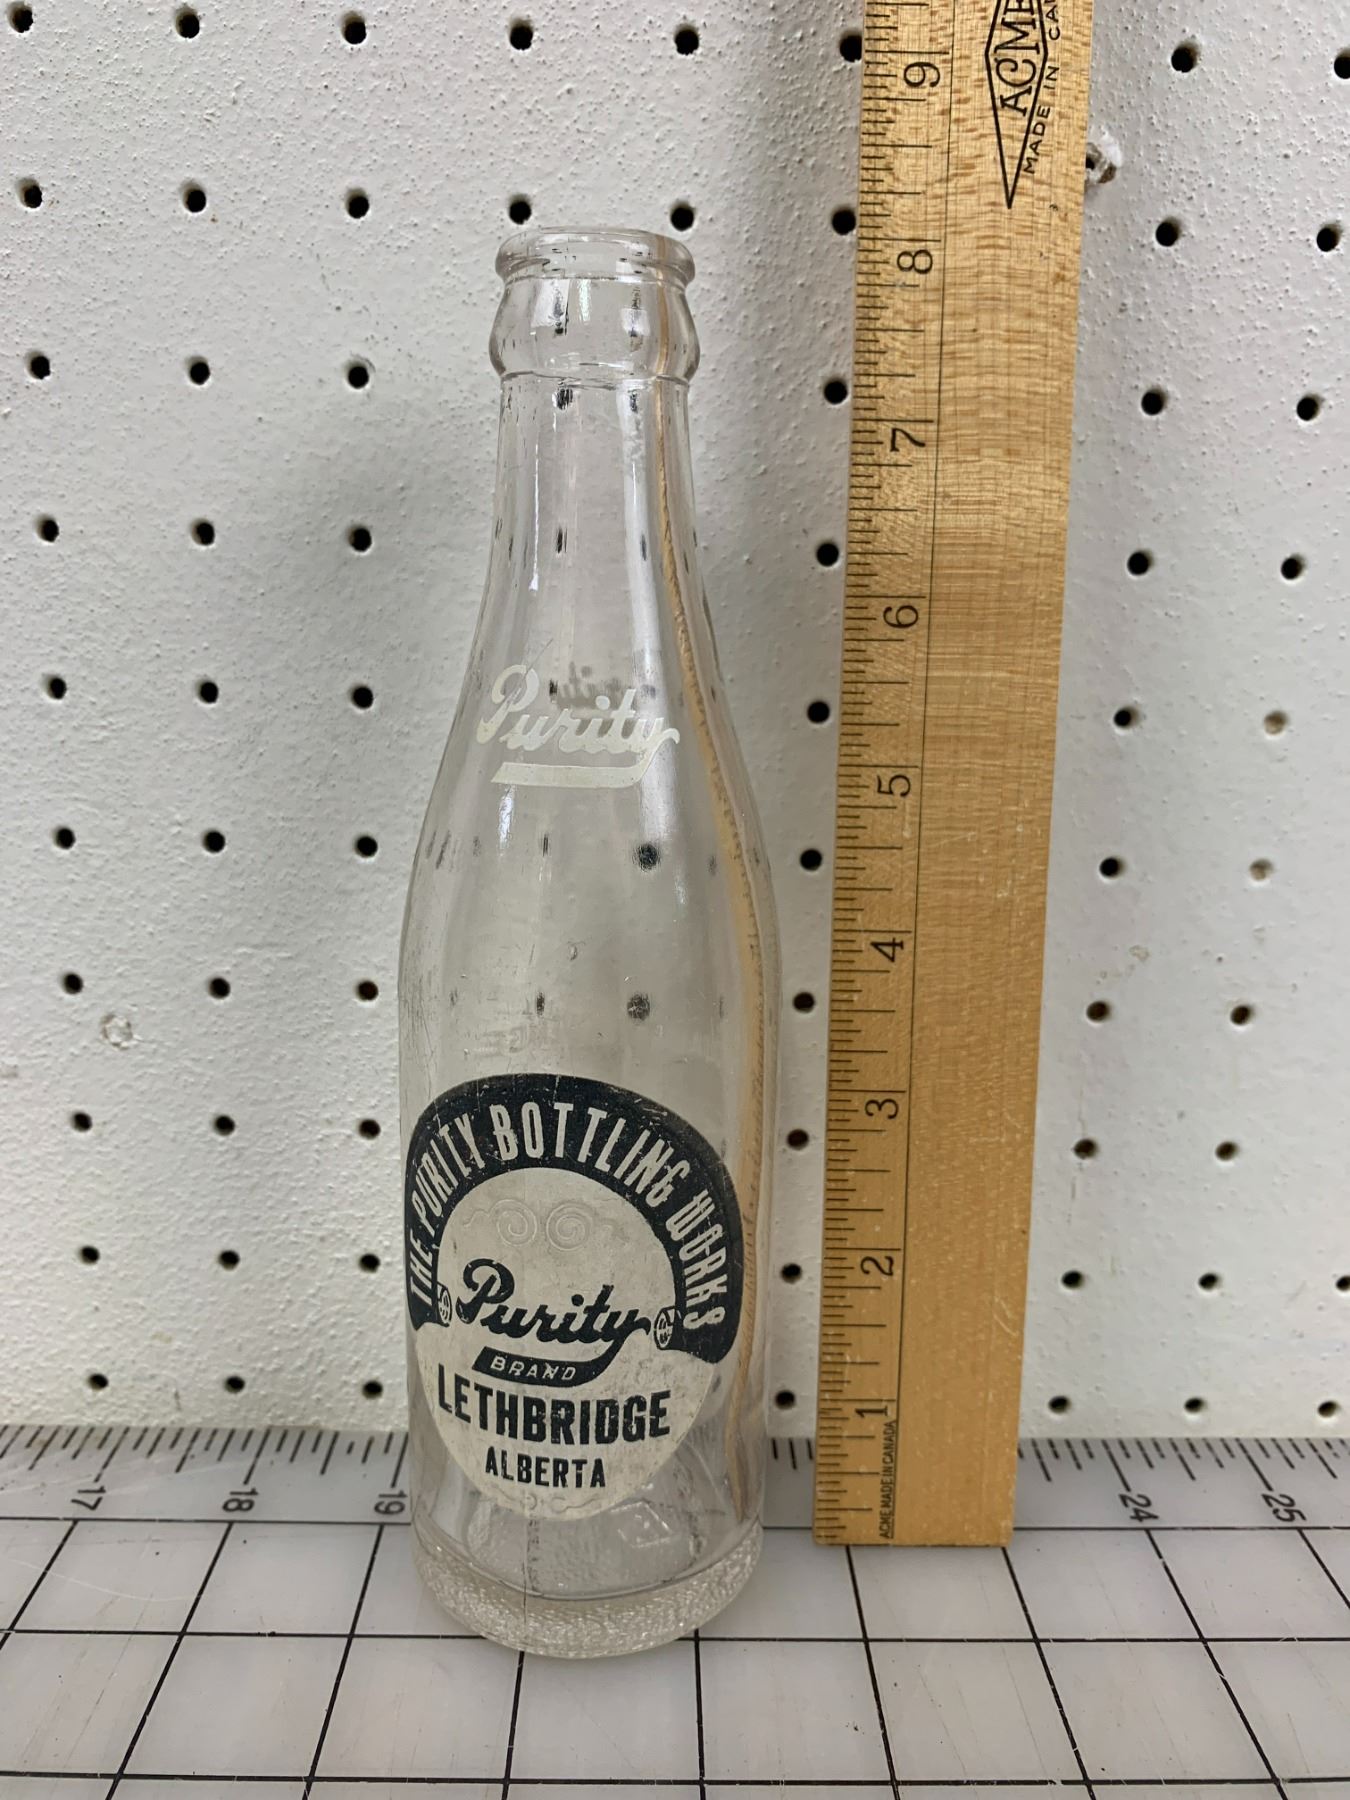 Purity
THE PURITY BOTTLING WORKS
Purity
BRAND
LETHBRIDGE
ALBERTA
ACME
MADE IN CA
9
8
7
6
5
4
3
2
1
ACME MADE IN CANADA
17
18
19
24
25